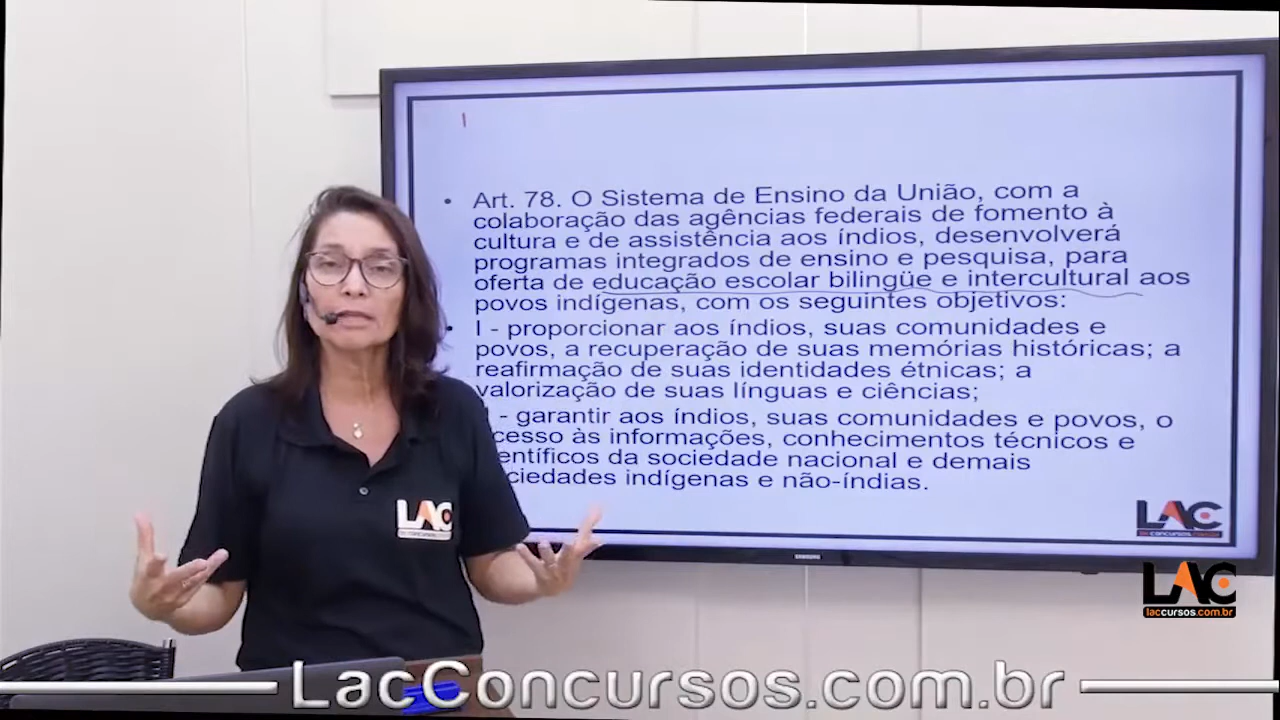 Art. 78. O Sistema de Ensino da União, com a
colaboração das agências federais de fomento à
cultura e de assistência aos índios, desenvolverá
programas integrados de ensino e pesquisa, para
oferta de educação escolar bilingüe e intercultural aos
povos indígenas, com os seguintes objetivos:
I - proporcionar aos índios, suas comunidades e
povos, a recuperação de suas memórias históricas; a
reafirmação de suas identidades étnicas; a
valorização de suas línguas e ciências;
- garantir aos índios, suas comunidades e povos, o
cesso às informações, conhecimentos técnicos e
entíficos da sociedade nacional e demais
ciedades indígenas e não-índias.
LAC
LAC
SAMSUNG
LAC
laccursos.com.br
LacConcursos.com.br